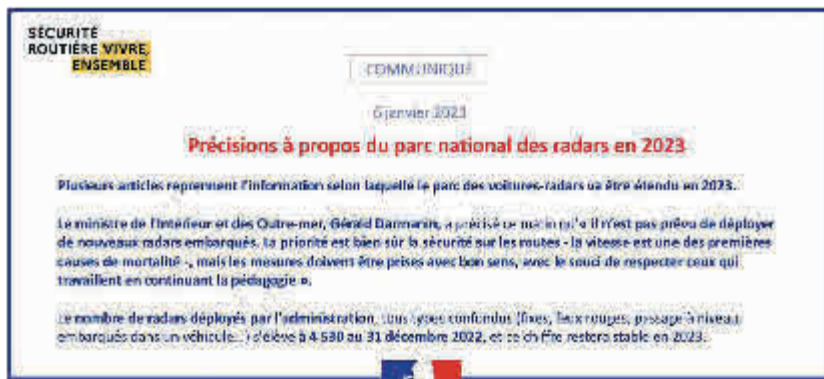 SÉCURITÉ
ROUTIÈRE VIVRE,
ENSEMBLE
COMMUNIQUÉ
6 janvier 2023
Précisions à propos du parc national des radars en 2023
Plusieurs articles reprennent l'information selon laquelle le parc des voitures-radars va être étendu en 2023.
Le ministre de l'Intérieur et des Outre-mer, Gérald Darmanin, a précisé ce matin qu'« il n'est pas prévu de déployer
de nouveaux radars embarqués. La priorité est bien sûr la sécurité sur les routes - la vitesse est une des premières
causes de mortalité -, mais les mesures doivent être prises avec bon sens, avec le souci de respecter ceux qui
travaillent en continuant la pédagogie ».
Le nombre de radars déployés par l'administration, tous types confondus (fixes, feux rouges, passage à niveau,
embarqués dans un véhicule...) s'élève à 4 530 au 31 décembre 2022, et ce chiffre restera stable en 2023.